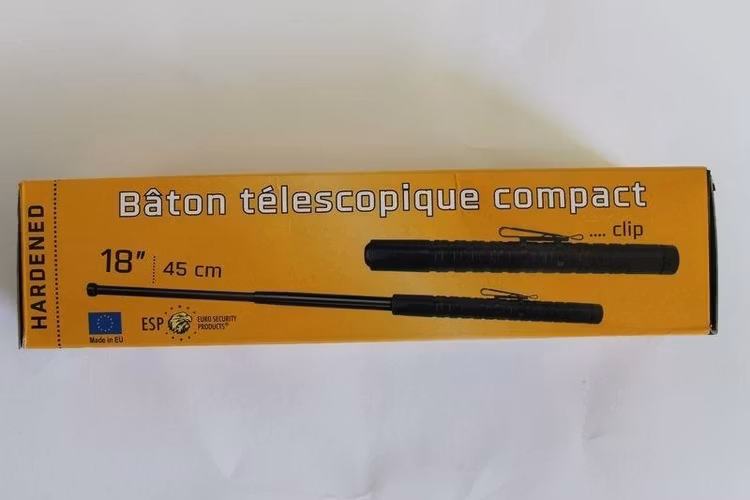 HARDENED
Bâton télescopique compact
.... clip
18" 45 cm
Made in EU
ESP
EURO SECURITY
PRODUCTS®